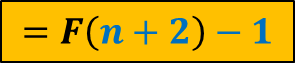 = F(n + 2) − 1